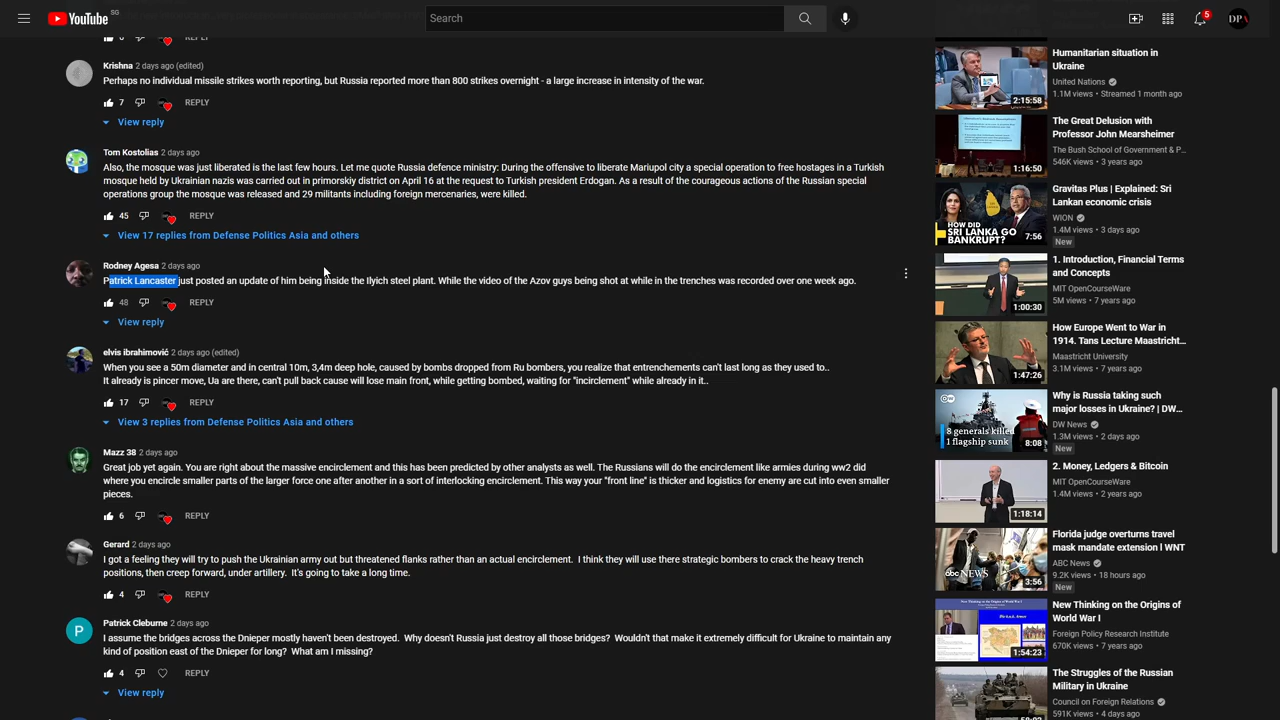 YouTube SG
Search
5
DPA
6 REPLY
Krishna 2 days ago (edited)
Perhaps no individual missile strikes worth reporting, but Russia reported more than 800 strikes overnight - a large increase in intensity of the war.
7 REPLY
View reply
apostolias 2 days ago
Also, the mosque was just liberated couple of days. Let me quote Russia defense ministry: During the offensive to liberate Mariupol city a special operation to free hostages in a Turkish
mosque held by Ukrainian nazis was carried out in Primorskiy district on April 16 at the request to Turkish president Erdogan. As a result of the courageous actions of the Russian special
operations group the mosque was released and 29 militants including foreign mercenaries, were killed.
45 REPLY
View 17 replies from Defense Politics Asia and others
Rodney Agesa 2 days ago
Patrick Lancaster just posted an update of him being inside the Ilyich steel plant. While the video of the Azov guys being shot at while in the trenches was recorded over one week ago.
48 REPLY
View reply
elvis ibrahimović 2 days ago (edited)
When you see a 50m diameter and in central 10m, 3,4m deep hole, caused by bombs dropped from Ru bombers, you realize that entrenchements can't last long as they used to..
It already is pincer move, Ua are there, can't pull back cause will lose main front, while getting bombed, waiting for "incirclement" while already in it..
17 REPLY
View 3 replies from Defense Politics Asia and others
Mazz 38 2 days ago
Great job yet again. You are right about the massive encirclement and this has been predicted by other analysts as well. The Russians will do the encirclement like armies during ww2 did
where you encircle smaller parts of the larger force one after another in a sort of interlocking encirclement. This way your "front line" is thicker and logistics for enemy are cut into even smaller
pieces.
6 REPLY
Gerard 2 days ago
I got a feeling they will try to push the Ukrainian army out with threatened flanks rather than an actual encirclement. I think they will use there strategic bombers to crack the heavy trench
positions, then creep forward, under artillery. It's going to take a long time.
4 REPLY
P
Patrick Cleburne 2 days ago
I assume the bridges across the Dnieper have not been destroyed. Why doesn't Russia just destroy all those bridges? Wouldn't that make it extremely difficult for Ukraine to maintain any
kind of position east of the Dnieper for long? What am I missing?
4 REPLY
View reply
2:15:58
Humanitarian situation in
Ukraine
United Nations
1.1M views • Streamed 1 month ago
1:16:50
The Great Delusion with
Professor John Mearsheimer
The Bush School of Government & P...
546K views • 3 years ago
HOW DID
SRI LANKA GO
BANKRUPT?
7:56
Gravitas Plus | Explained: Sri
Lankan economic crisis
WION
1.4M views • 3 days ago
New
1:00:30
1. Introduction, Financial Terms
and Concepts
MIT OpenCourseWare
5M views • 7 years ago
1:47:26
How Europe Went to War in
1914. Tans Lecture Maastricht...
Maastricht University
3.1M views • 7 years ago
8 generals killed
1 flagship sunk
8:08
Why is Russia taking such
major losses in Ukraine? | DW...
DW News
1.3M views • 2 days ago
New
1:18:14
2. Money, Ledgers & Bitcoin
MIT OpenCourseWare
1.4M views • 2 years ago
abc NEWS
3:56
Florida judge overturns travel
mask mandate extension l WNT
ABC News
9.2K views • 18 hours ago
New
New Thinking on the Origins of World War I
1:54:23
New Thinking on the Origins of
World War I
Foreign Policy Research Institute
670K views • 7 years ago
The Struggles of the Russian
Military in Ukraine
Council on Foreign Relations
591K views • 4 days ago